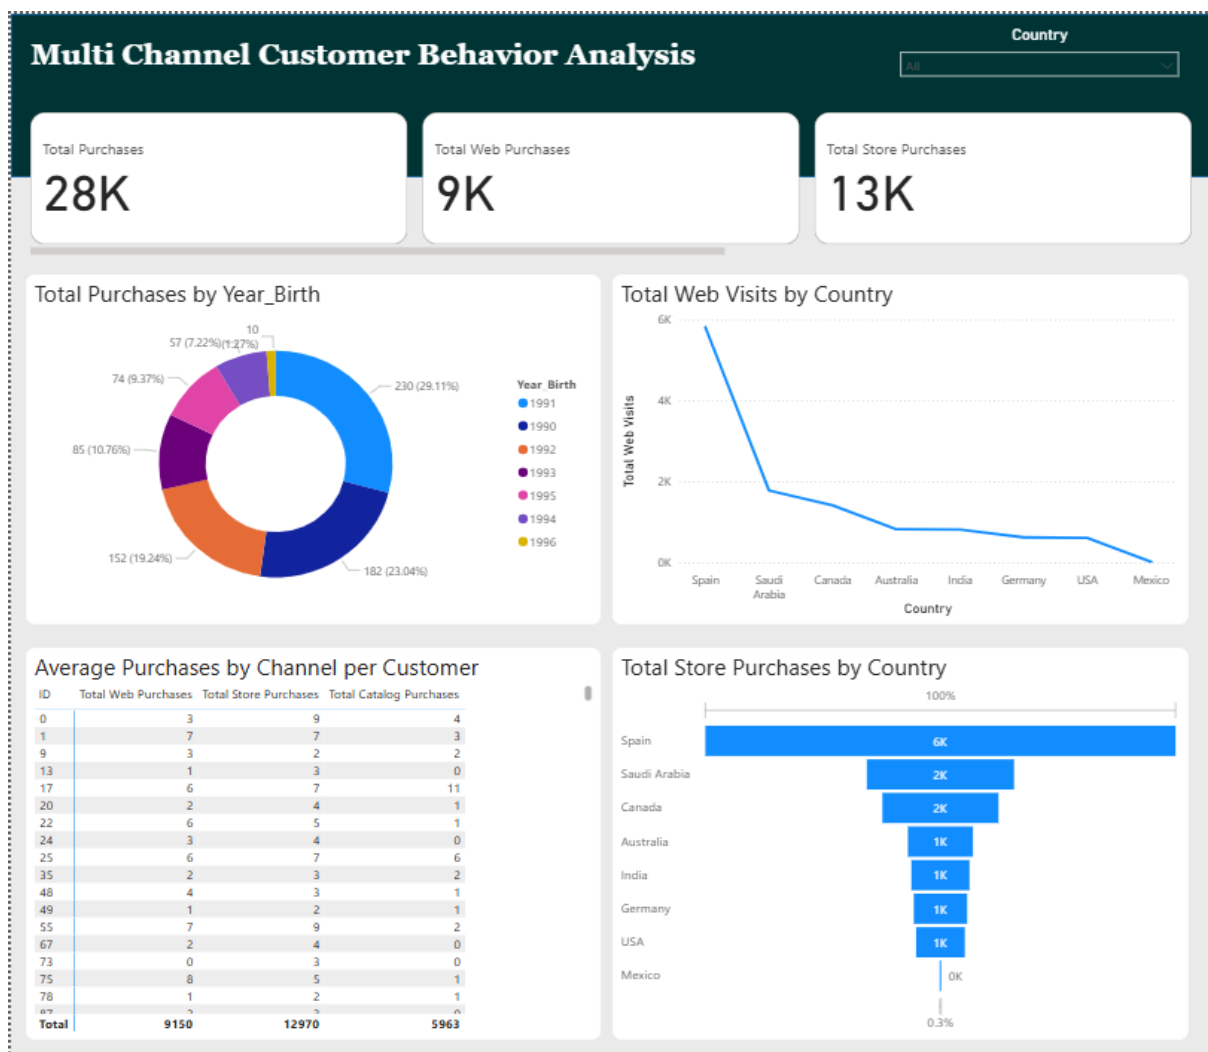 Country
Multi Channel Customer Behavior Analysis
All
Total Purchases
28K
Total Web Purchases
9K
Total Store Purchases
13K
Total Purchases by Year_Birth
10
(1.27%)
57 (7.22%)
74 (9.37%)
85 (10.76%)
152 (19.24%)
182 (23.04%)
230 (29.11%)
Year_Birth
1991
1990
1992
1993
1995
1994
1996
Total Web Visits by Country
Total Web Visits
6K
4K
2K
0K
Spain Saudi Arabia Canada Australia India Germany USA Mexico
Country
Average Purchases by Channel per Customer
ID Total Web Purchases Total Store Purchases Total Catalog Purchases
0 3 9 4
1 7 7 3
9 3 2 2
13 1 3 0
17 6 7 11
20 2 4 1
22 6 5 1
24 3 4 0
25 6 7 6
35 2 3 2
48 4 3 1
49 1 2 1
55 7 9 2
67 2 4 0
73 0 3 0
75 8 5 1
78 1 2 1
Total 9150 12970 5963
Total Store Purchases by Country
100%
Spain 6K
Saudi Arabia 2K
Canada 2K
Australia 1K
India 1K
Germany 1K
USA 1K
Mexico 0K
0.3%